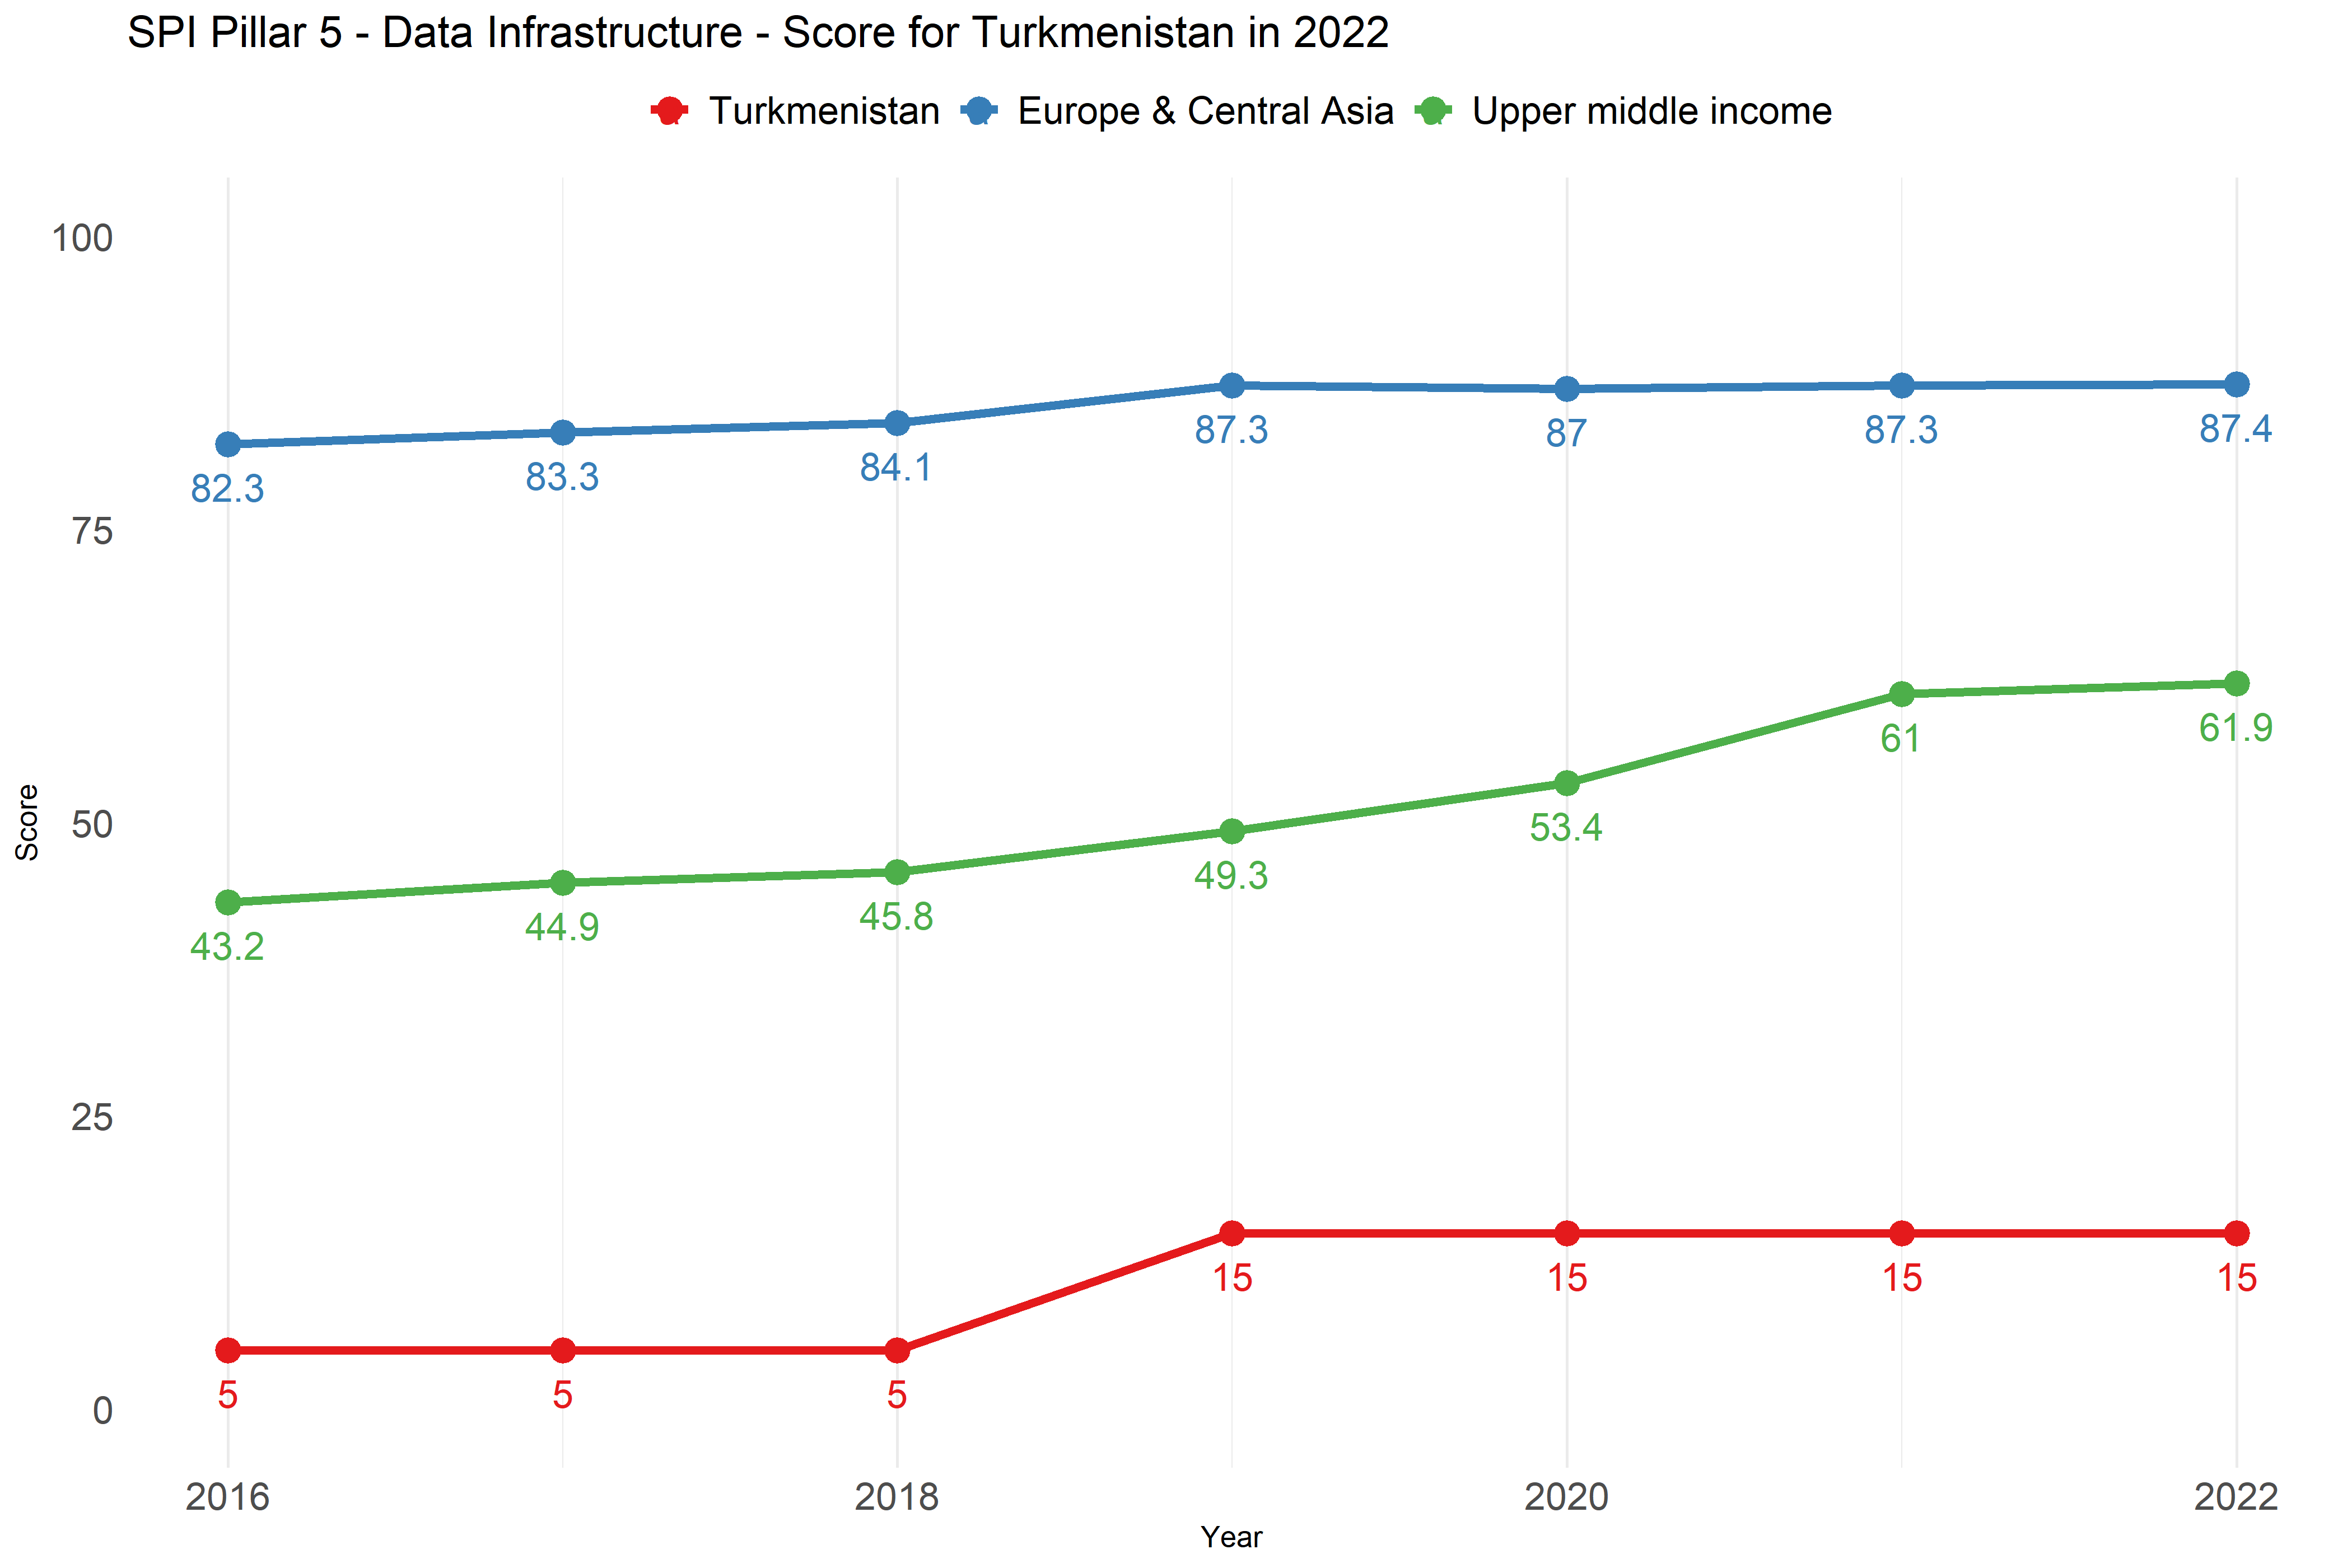 SPI Pillar 5 - Data Infrastructure - Score for Turkmenistan in 2022
Turkmenistan Europe & Central Asia Upper middle income
100
87.3 87 87.3 87.4
82.3 83.3 84.1
75
61 61.9
Score
50
53.4
49.3
43.2 44.9 45.8
25
15 15 15 15
5 5 5
0
2016 2018 2020 2022
Year